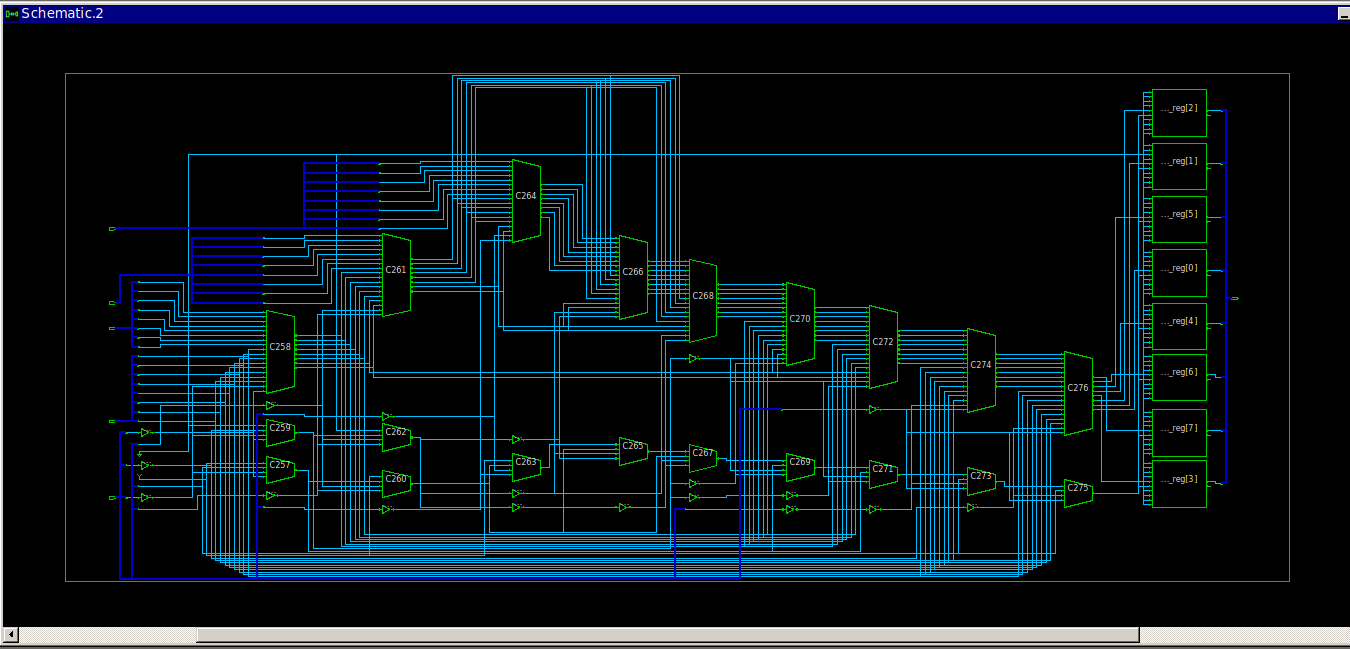 Schematic.2
..._reg[2]
..._reg[1]
C264
..._reg[5]
C261
C266
..._reg[0]
C268
C270
..._reg[4]
C258
C272
C274
..._reg[6]
C276
C259
C262
..._reg[7]
C265
C267
C257
C263
C269
C271
C260
C273
..._reg[3]
C275